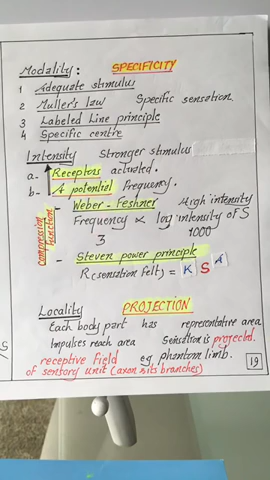 Modality: SPECIFICITY
1 Adequate stimulus
2 Muller's law Specific sensation
3 Labeled Line principle
4 Specific centre
Intensity Stronger stimulus
a- Receptors activated.
b- A potential frequency.
compression function
- Weber-Feshner High intensity
Frequency ∝ log intensity of S
3 1000
- Steven power principle
R(sensation felt) = K S A
Locality PROJECTION
Each body part has representative area
Impulses reach area Sensation is projected.
receptive field eg phantom limb.
of sensory unit (axon & its branches)
19
S